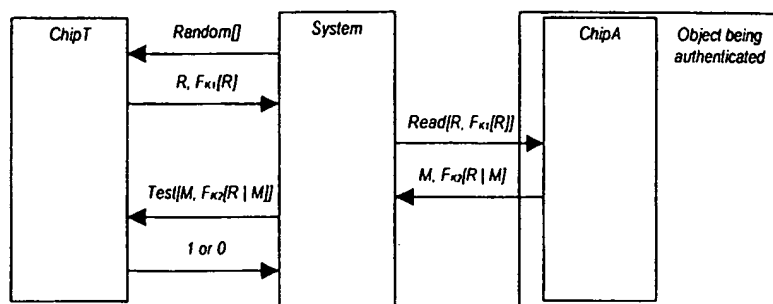 ChipT
System
ChipA
Object being
authenticated
Random[]
R, FK1[R]
Read[R, FK1[R]]
M, FK2[R | M]
Test[M, FK2[R | M]]
1 or 0